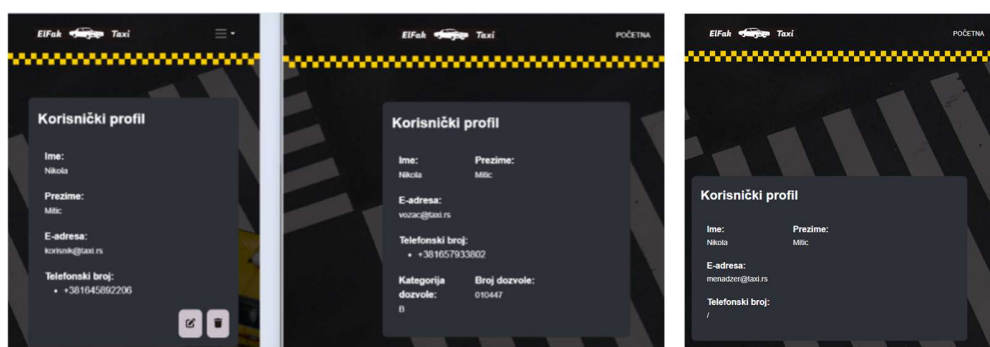 ElFak Taxi
Korisnički profil
Ime:
Nikola
Prezime:
Mitic
E-adresa:
korisnik@taxi.rs
Telefonski broj:
+381645892206
ElFak Taxi POČETNA
Korisnički profil
Ime: Prezime:
Nikola Mitic
E-adresa:
vozac@taxi.rs
Telefonski broj:
+381657933802
Kategorija Broj dozvole:
dozvole: 010447
B
ElFak Taxi POČETNA
Korisnički profil
Ime: Prezime:
Nikola Mitic
E-adresa:
menadzer@taxi.rs
Telefonski broj:
/